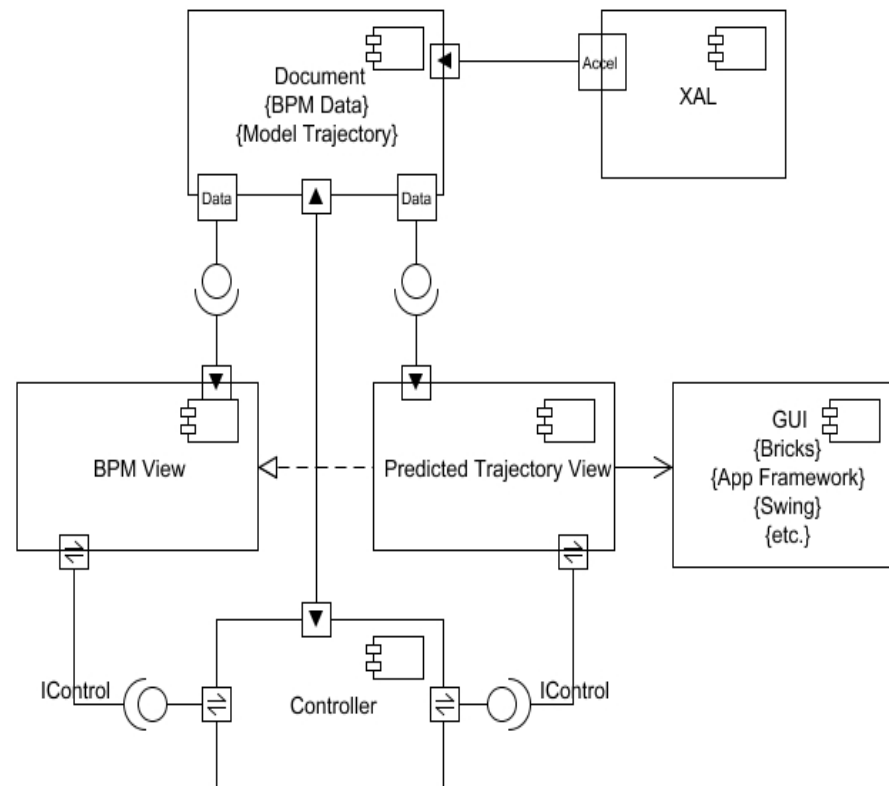 Document
{BPM Data}
{Model Trajectory}
Accel
XAL
Data
Data
BPM View
Predicted Trajectory View
GUI
{Bricks}
{App Framework}
{Swing}
{etc.}
IControl
Controller
IControl